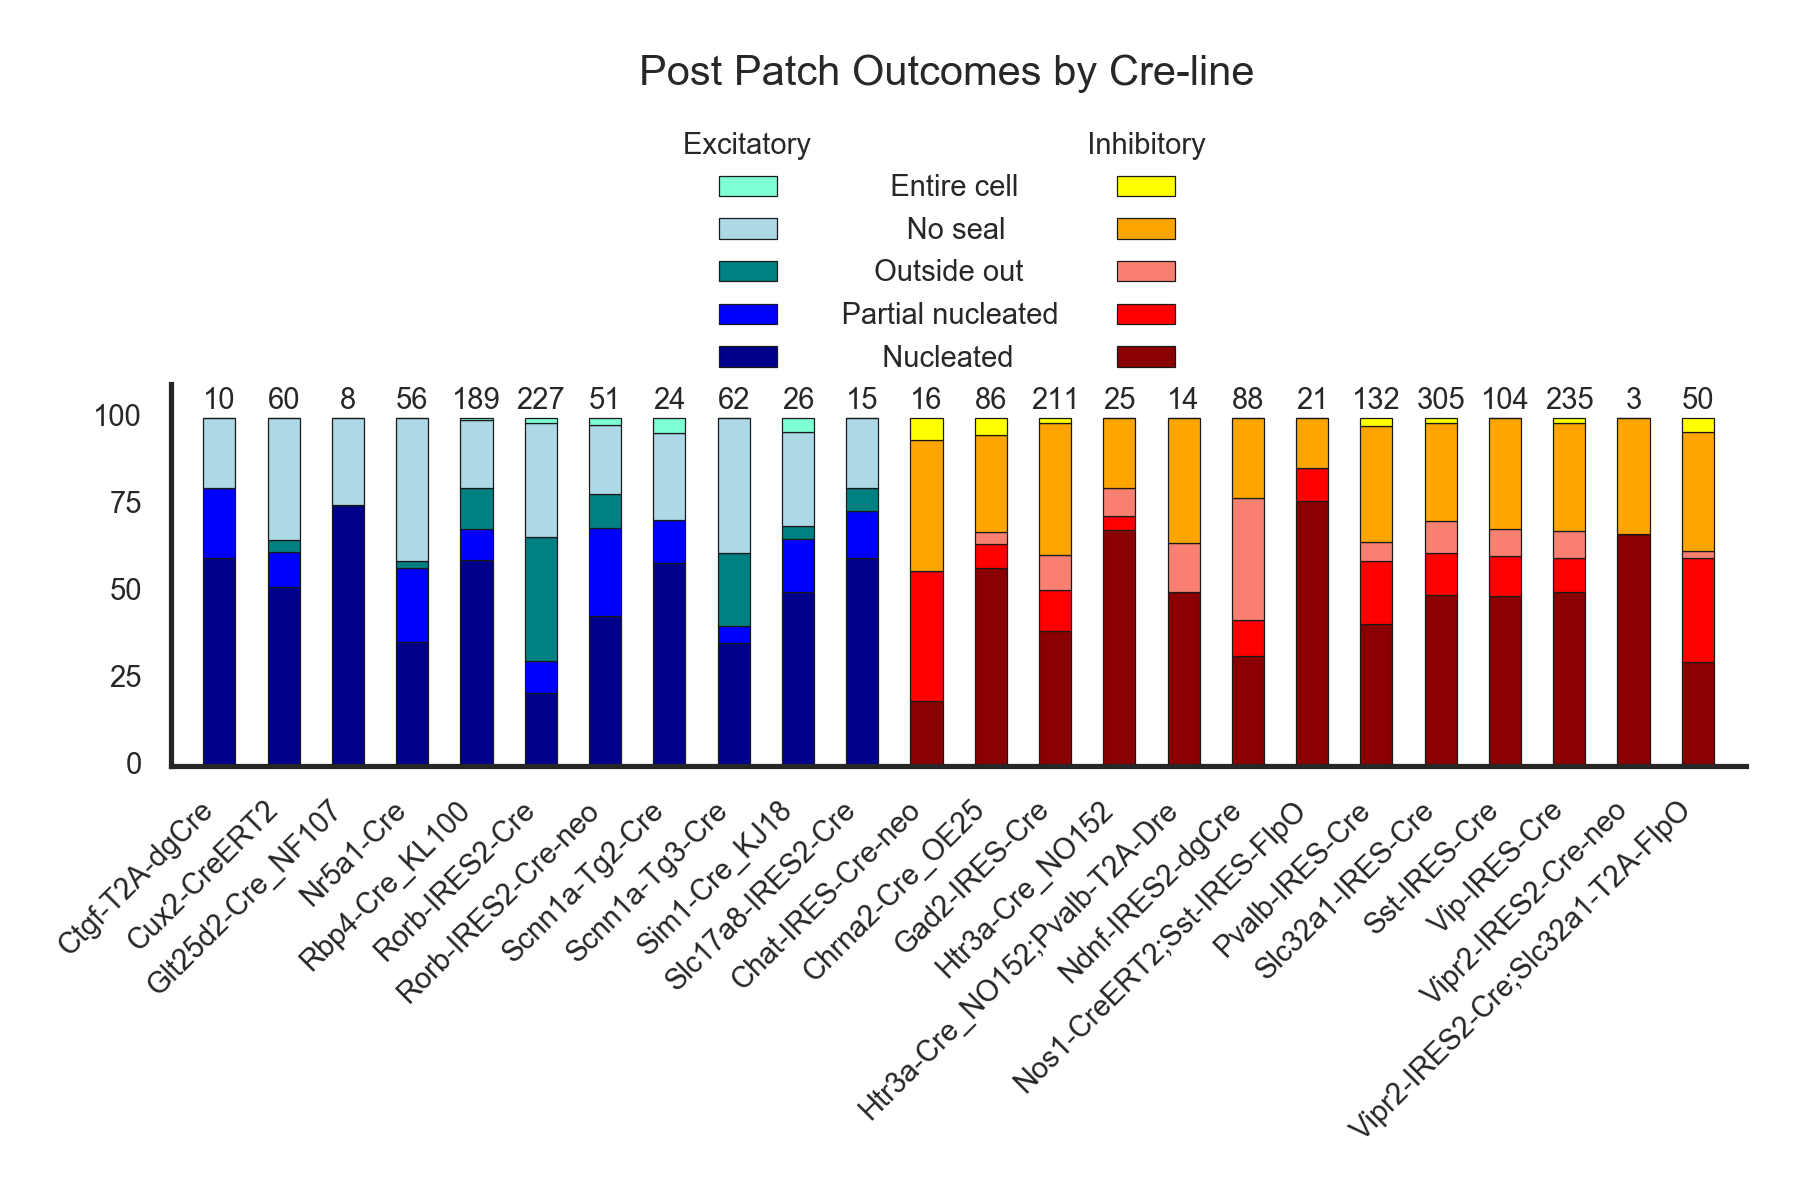 Post Patch Outcomes by Cre-line
Excitatory Inhibitory
Entire cell
No seal
Outside out
Partial nucleated
Nucleated
10 60 8 56 189 227 51 24 62 26 15 16 86 211 25 14 88 21 132 305 104 235 3 50
100
75
50
25
0
Ctgf-T2A-dgCre
Cux2-CreERT2
Glt25d2-Cre_NF107
Nr5a1-Cre
Rbp4-Cre_KL100
Rorb-IRES2-Cre
Rorb-IRES2-Cre-neo
Scnn1a-Tg2-Cre
Scnn1a-Tg3-Cre
Sim1-Cre_KJ18
Slc17a8-IRES2-Cre
Chat-IRES-Cre-neo
Chrna2-Cre_OE25
Gad2-IRES-Cre
Htr3a-Cre_NO152
Htr3a-Cre_NO152;Pvalb-T2A-Dre
Ndnf-IRES2-dgCre
Nos1-CreERT2;Sst-IRES-FlpO
Pvalb-IRES-Cre
Slc32a1-IRES-Cre
Sst-IRES-Cre
Vip-IRES-Cre
Vipr2-IRES2-Cre-neo
Vipr2-IRES2-Cre;Slc32a1-T2A-FlpO